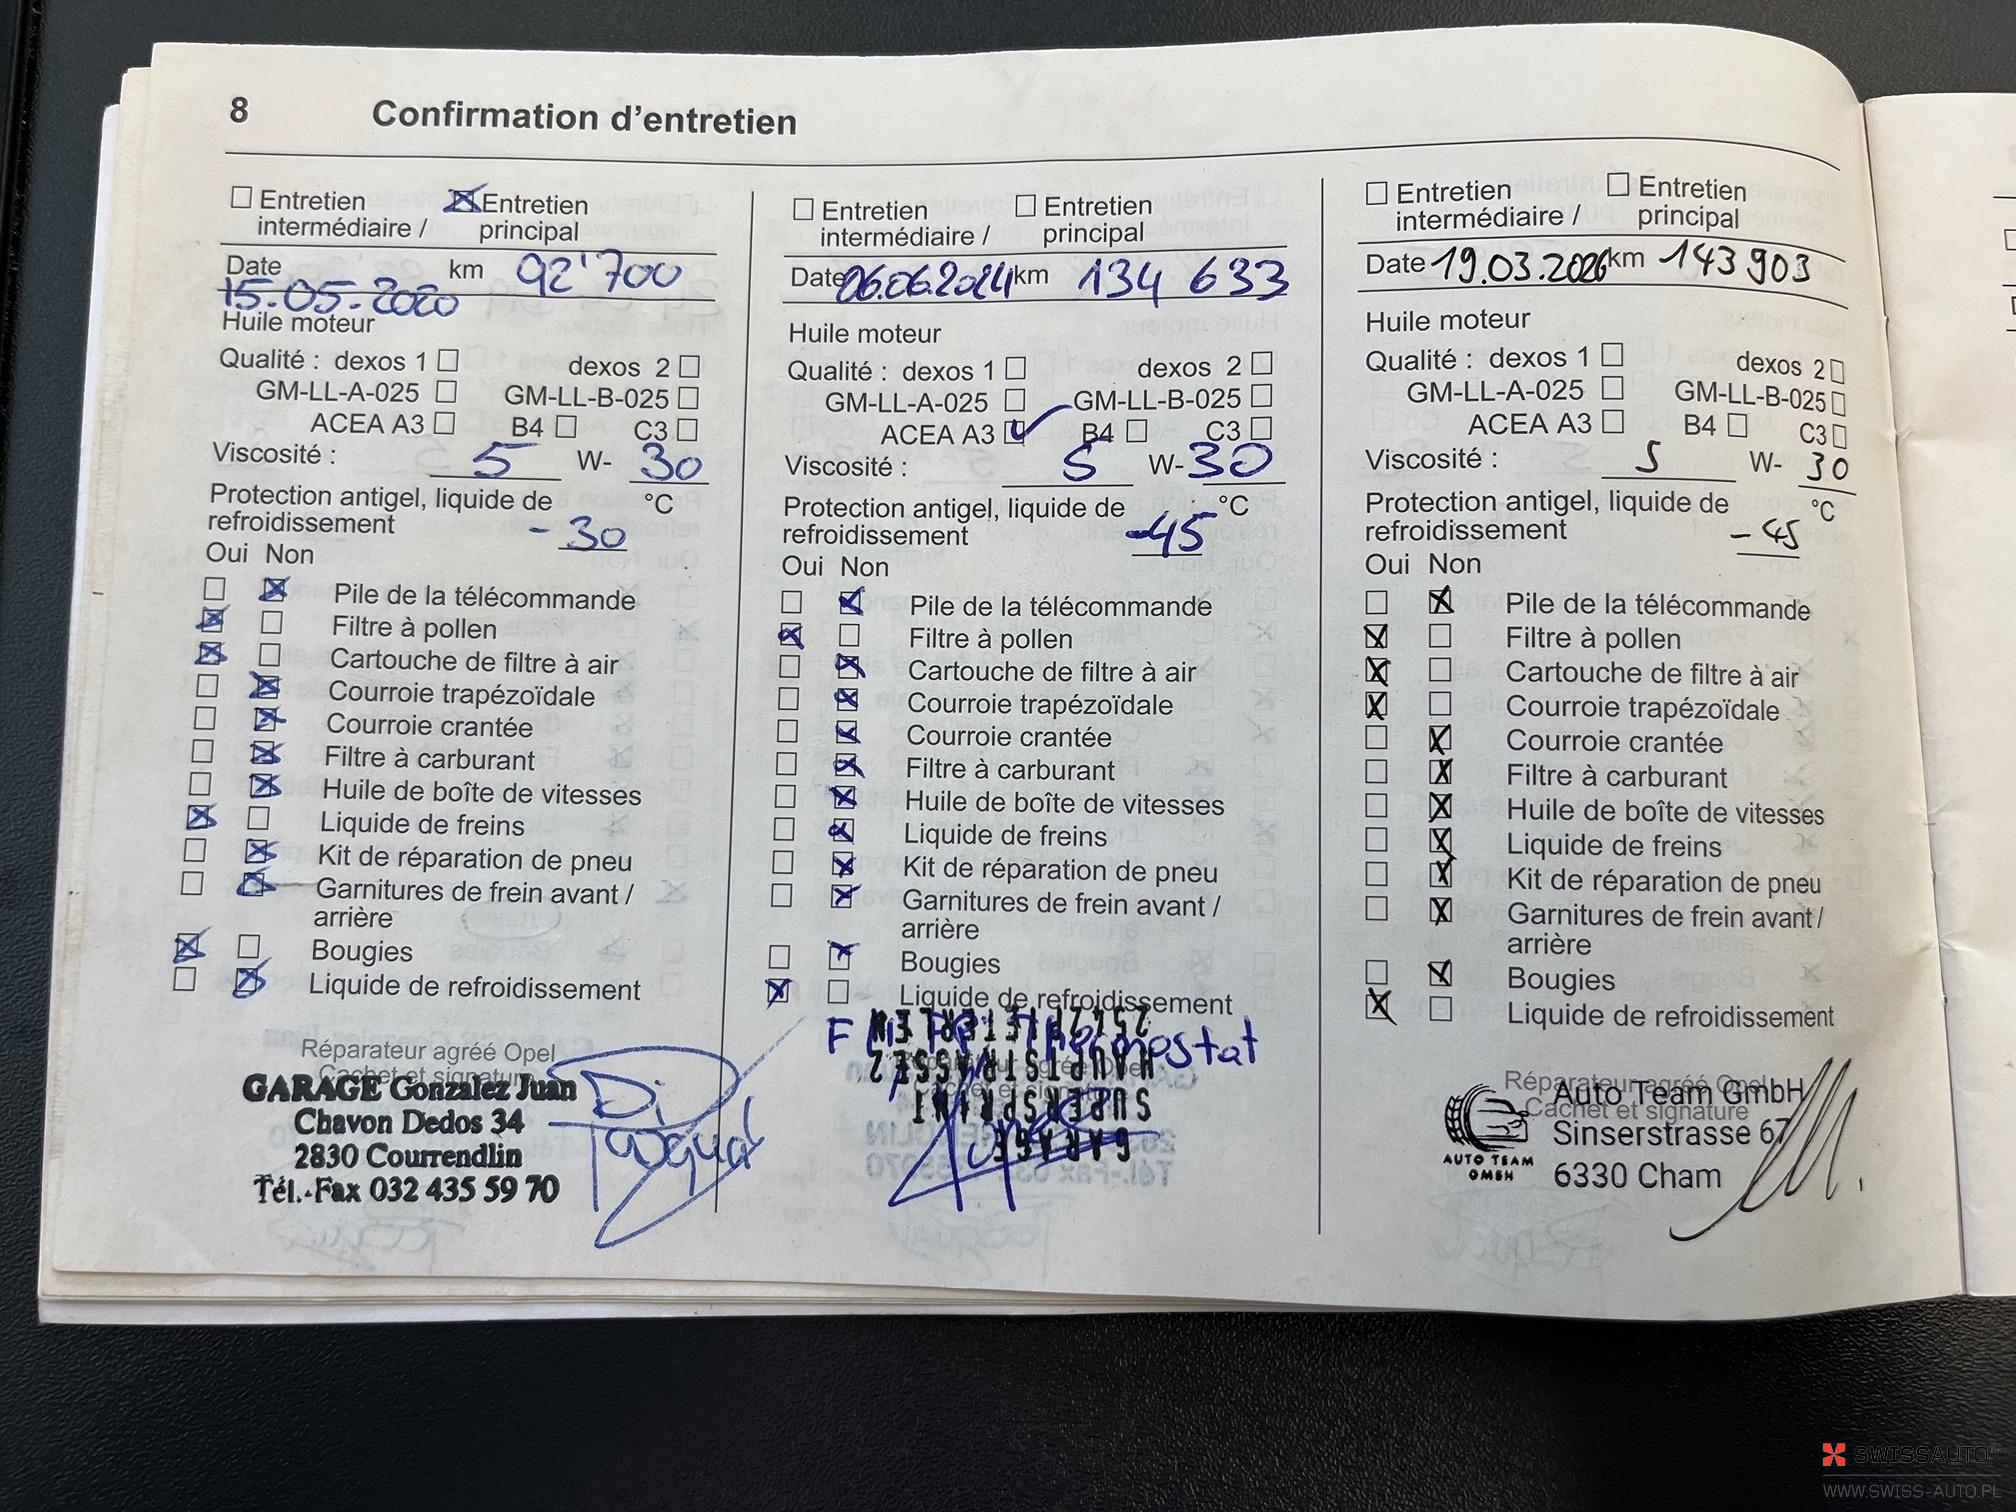 8 Confirmation d'entretien
Entretien intermédiaire /
Entretien principal
Date 15.05.2020 km 92'700
Huile moteur
Qualité : dexos 1 dexos 2
GM-LL-A-025 GM-LL-B-025
ACEA A3 B4 C3
Viscosité : 5 W- 30
Protection antigel, liquide de °C
refroidissement -30
Oui Non
Pile de la télécommande
Filtre à pollen
Cartouche de filtre à air
Courroie trapézoïdale
Courroie crantée
Filtre à carburant
Huile de boîte de vitesses
Liquide de freins
Kit de réparation de pneu
Garnitures de frein avant /
arrière
Bougies
Liquide de refroidissement
Réparateur agréé Opel
Cachet et signature
GARAGE Gonzalez Juan
Chavon Dedos 34
2830 Courrendlin
Tél.-Fax 032 435 59 70
Entretien intermédiaire /
Entretien principal
Date 06.06.2024 km 134 633
Huile moteur
Qualité : dexos 1 dexos 2
GM-LL-A-025 GM-LL-B-025
ACEA A3 B4 C3
Viscosité : 5 W- 30
Protection antigel, liquide de °C
refroidissement -45
Oui Non
Pile de la télécommande
Filtre à pollen
Cartouche de filtre à air
Courroie trapézoïdale
Courroie crantée
Filtre à carburant
Huile de boîte de vitesses
Liquide de freins
Kit de réparation de pneu
Garnitures de frein avant /
arrière
Bougies
Liquide de refroidissement
Thermostat
Réparateur agréé Opel
Cachet et signature
GARAGE
SUPERSPRINT
HAUPTSTRASSE 2
Entretien intermédiaire /
Entretien principal
Date 19.03.2026 km 143 903
Huile moteur
Qualité : dexos 1 dexos 2
GM-LL-A-025 GM-LL-B-025
ACEA A3 B4 C3
Viscosité : 5 W- 30
Protection antigel, liquide de °C
refroidissement -45
Oui Non
Pile de la télécommande
Filtre à pollen
Cartouche de filtre à air
Courroie trapézoïdale
Courroie crantée
Filtre à carburant
Huile de boîte de vitesses
Liquide de freins
Kit de réparation de pneu
Garnitures de frein avant /
arrière
Bougies
Liquide de refroidissement
Réparateur agréé Opel
Cachet et signature
AUTO TEAM
GMBH
Auto Team GmbH
Sinserstrasse 67
6330 Cham
SWISSAUTO
WWW.SWISS-AUTO.PL